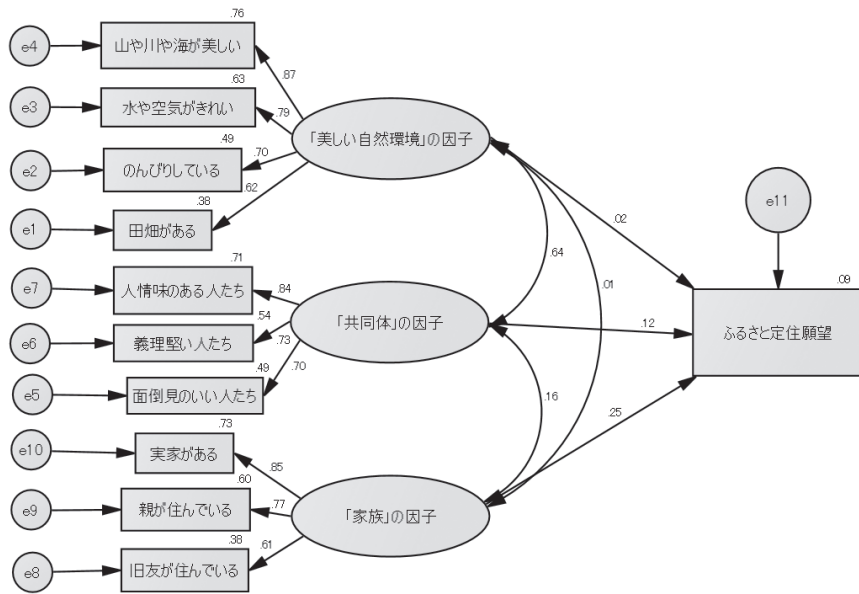 .76
e4
山や川や海が美しい
.87
.63
e3
水や空気がきれい
.79
「美しい自然環境」の因子
.49
e2
のんびりしている
.70
.62
.38
e1
田畑がある
e11
.02
.64
.01
.71
e7
人情味のある人たち
.84
「共同体」の因子
.09
.54
e6
義理堅い人たち
.73
.12
ふるさと定住願望
.49
.70
e5
面倒見のいい人たち
.16
.25
.73
e10
実家がある
.85
.60
e9
親が住んでいる
.77
「家族」の因子
.38
.61
e8
旧友が住んでいる